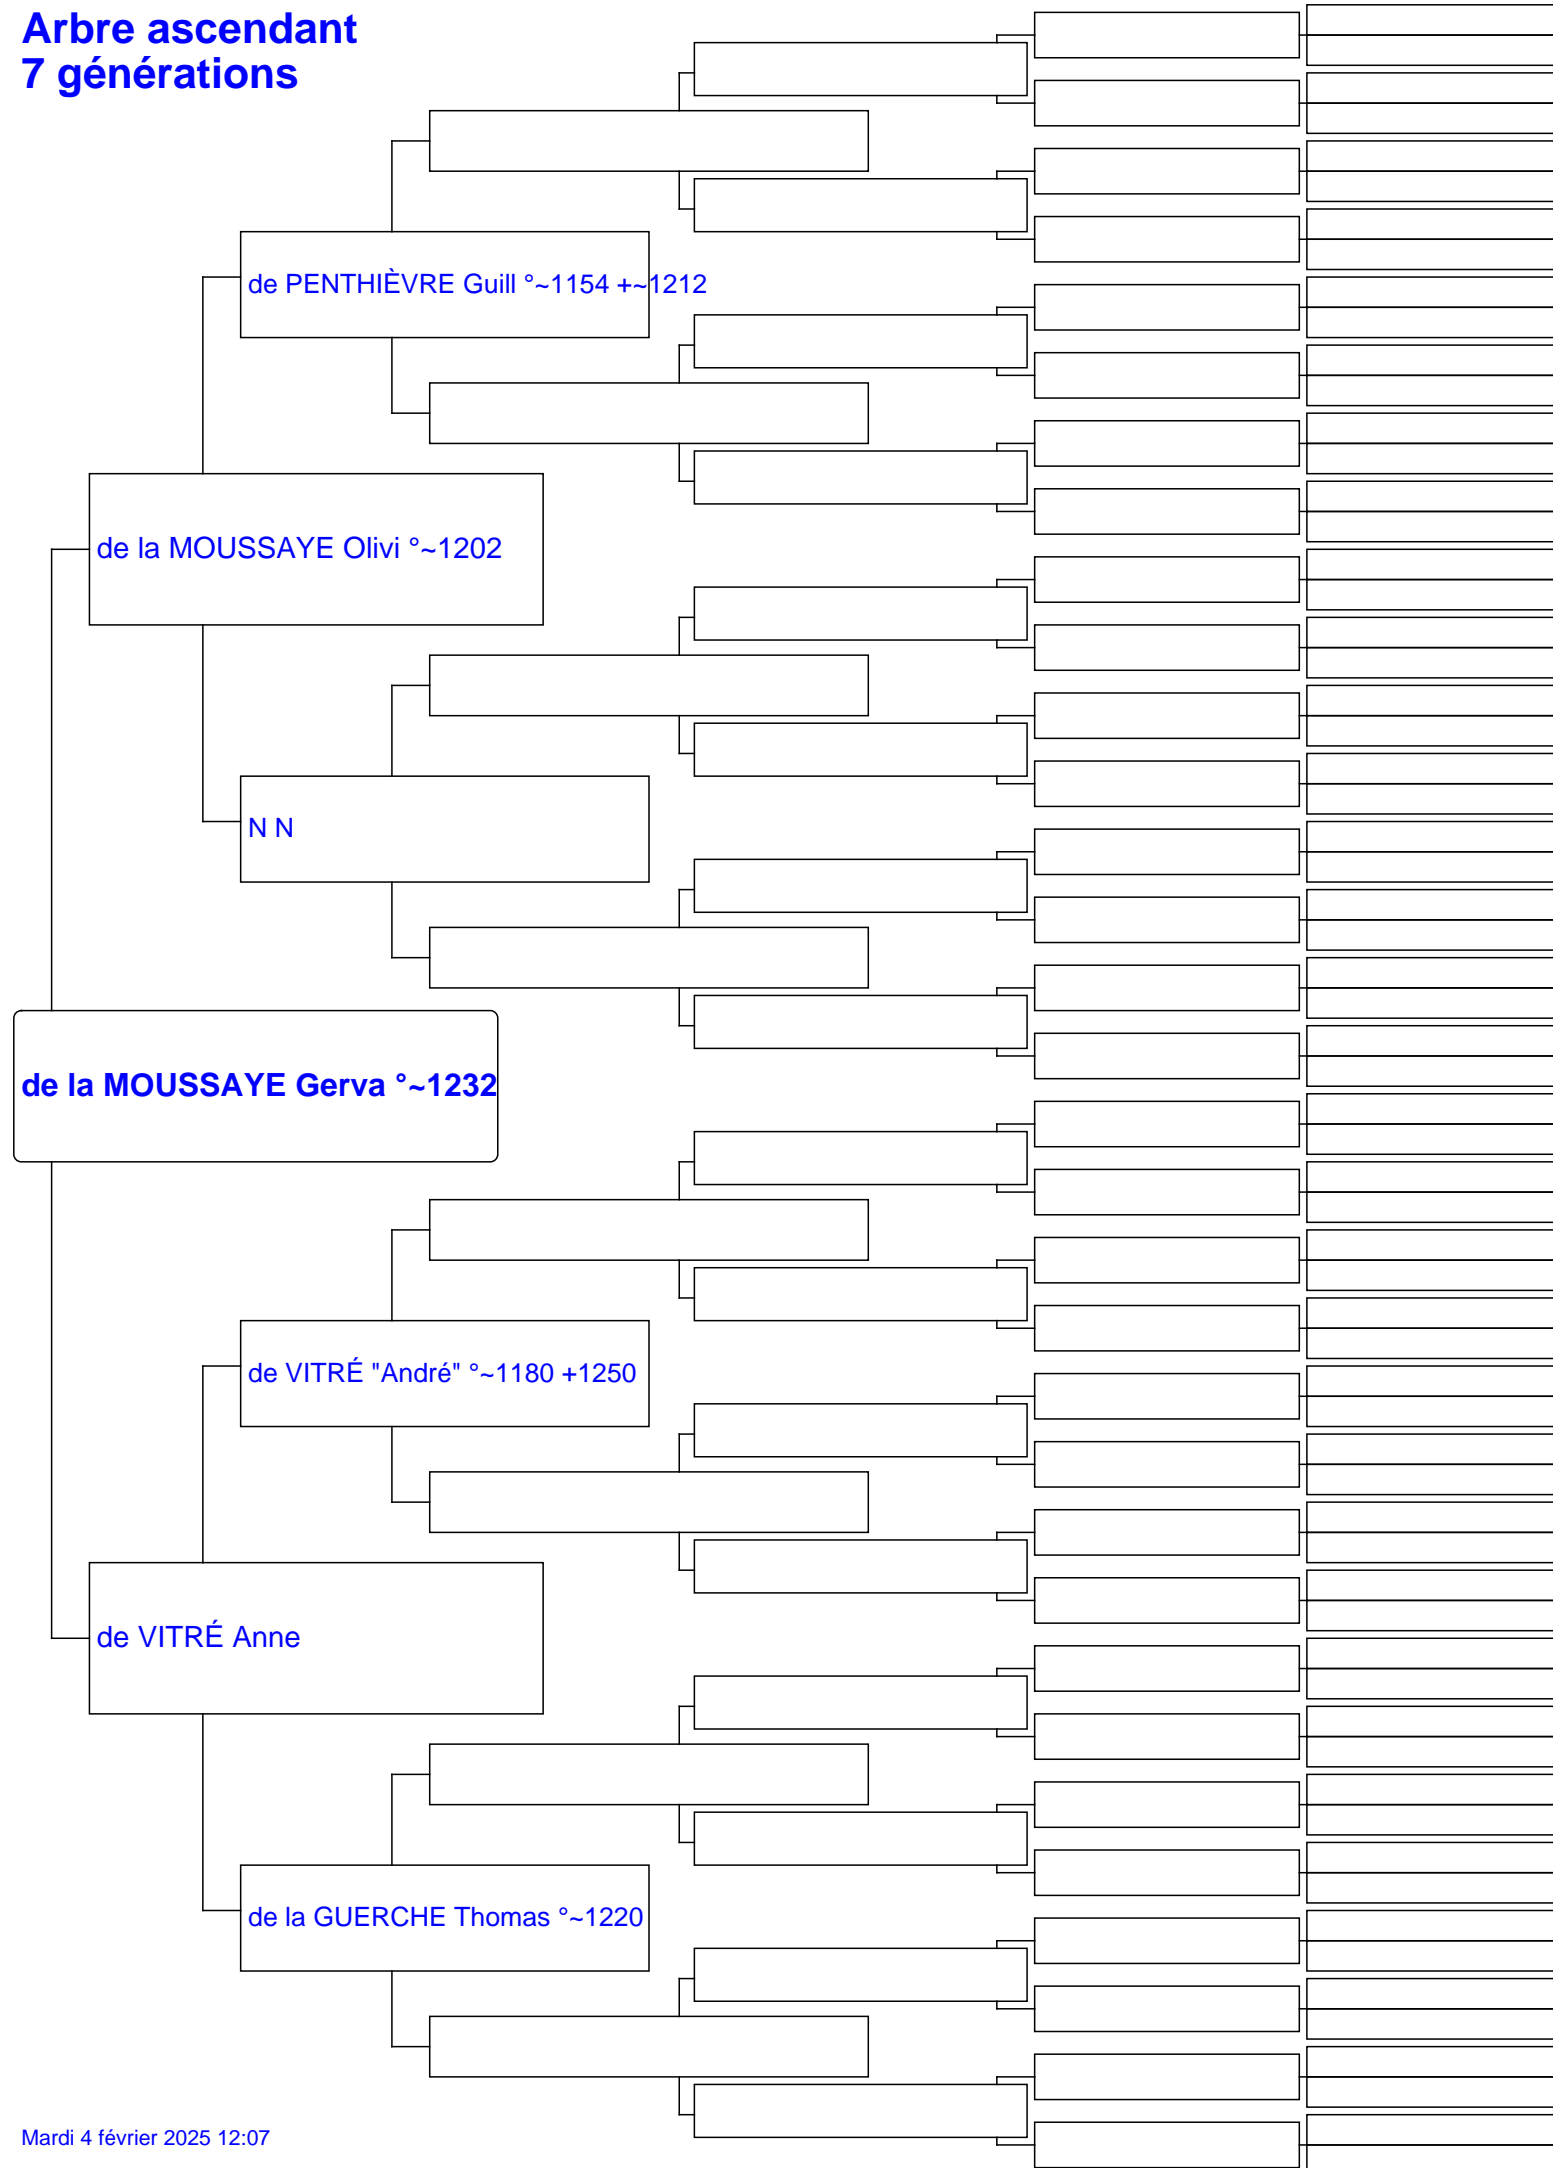 Arbre ascendant
7 générations
de PENTHIÈVRE Guill °~1154 +~1212
de la MOUSSAYE Olivi °~1202
N N
de la MOUSSAYE Gerva °~1232
de VITRÉ "André" °~1180 +1250
de VITRÉ Anne
de la GUERCHE Thomas °~1220
Mardi 4 février 2025 12:07